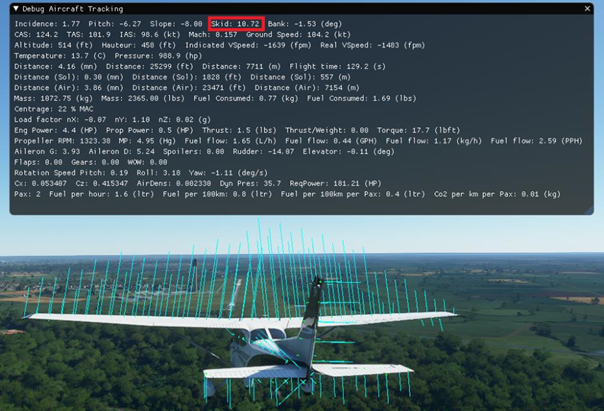 Debug Aircraft Tracking
Incidence: 1.77 Pitch: -6.27 Slope: -8.00 Skid: 10.72 Bank: -1.53 (deg)
CAS: 124.2 TAS: 101.9 IAS: 98.6 (kt) Mach: 0.157 Ground Speed: 104.2 (kt)
Altitude: 514 (ft) Hauteur: 458 (ft) Indicated VSpeed: -1639 (fpm) Real VSpeed: -1483 (fpm)
Temperature: 13.7 (C) Pressure: 988.9 (hp)
Distance: 4.16 (mn) Distance: 25299 (ft) Distance: 7711 (m) Flight time: 129.2 (s)
Distance (Sol): 0.30 (mn) Distance (Sol): 1828 (ft) Distance (Sol): 557 (m)
Distance (Air): 3.86 (mn) Distance (Air): 23471 (ft) Distance (Air): 7154 (m)
Mass: 1072.75 (kg) Mass: 2365.00 (lbs) Fuel Consumed: 0.77 (kg) Fuel Consumed: 1.69 (lbs)
Centrage: 22 % MAC
Load factor nX: -0.07 nY: 1.10 nZ: 0.02 (g)
Eng Power: 4.4 (HP) Prop Power: 0.5 (HP) Thrust: 1.5 (lbs) Thrust/Weight: 0.00 Torque: 17.7 (lbft)
Propeller RPM: 1323.38 MP: 4.95 (Hg) Fuel flow: 1.65 (L/h) Fuel flow: 0.44 (GPH) Fuel flow: 1.17 (kg/h) Fuel flow: 2.59 (PPH)
Aileron G: 3.93 Aileron D: 5.24 Spoilers: 0.00 Rudder: -14.07 Elevator: -0.11 (deg)
Flaps: 0.00 Gears: 0.00 WOW: 0.00
Rotation Speed Pitch: 0.19 Roll: 3.18 Yaw: -1.11 (deg/s)
Cx: 0.053407 Cz: 0.415347 AirDens: 0.002330 Dyn Pres: 35.7 ReqPower: 181.21 (HP)
Pax: 2 Fuel per hour: 1.6 (ltr) Fuel per 100km: 0.8 (ltr) Fuel per 100km per Pax: 0.4 (ltr) Co2 per km per Pax: 0.01 (kg)